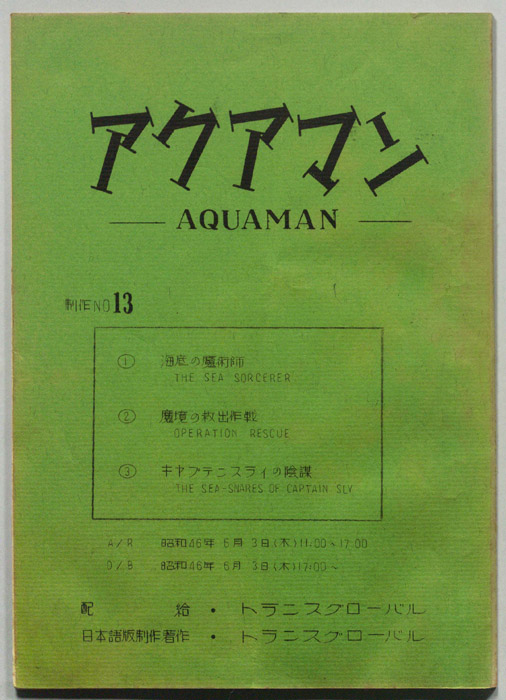 アクアマン
AQUAMAN
制作NO 13
① 海底の魔術師
THE SEA SORCERER
② 魔境の救出作戦
OPERATION RESCUE
③ キャプテンスライの陰謀
THE SEA-SNARES OF CAPTAIN SLY
A/R 昭和46年 6月 3日(木)11:00~17:00
D/B 昭和46年 6月 3日(木)17:00~
配給・トランスグローバル
日本語版制作著作・トランスグローバル